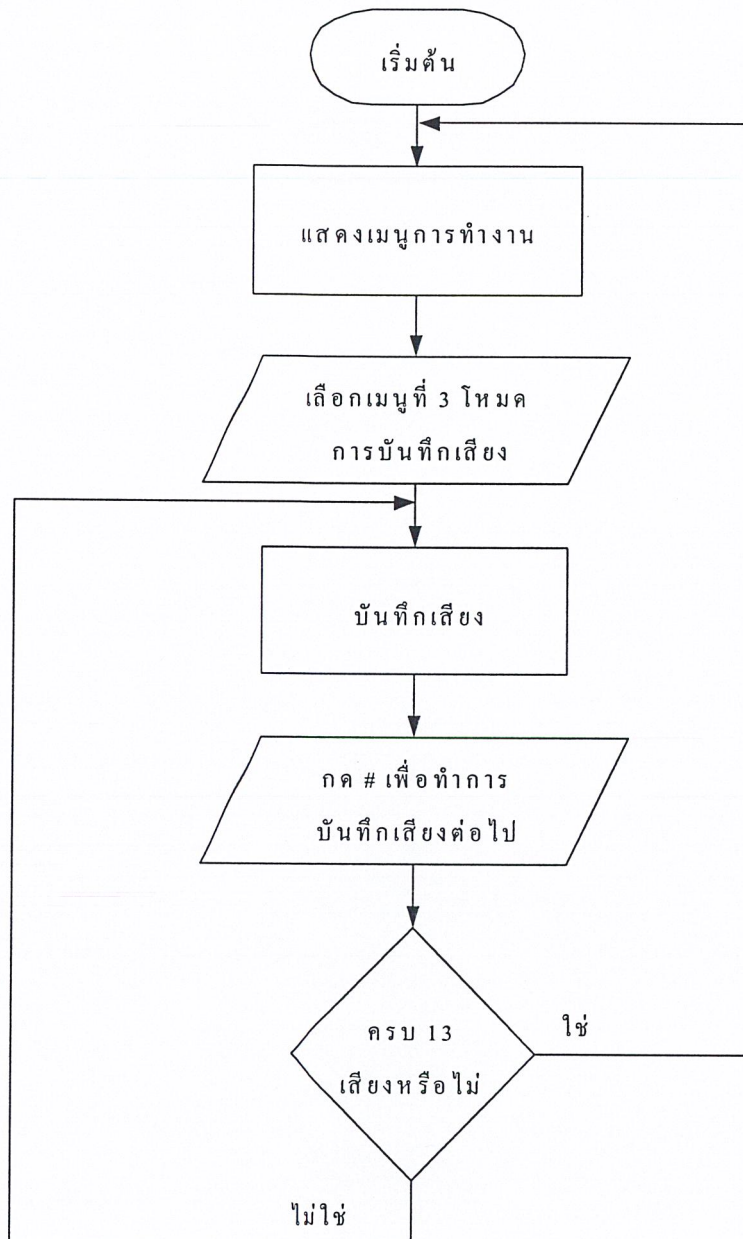 เริ่มต้น
แสดงเมนูการทำงาน
เลือกเมนูที่ 3 โหมด
การบันทึกเสียง
บันทึกเสียง
กด # เพื่อทำการ
บันทึกเสียงต่อไป
ครบ 13
เสียงหรือไม่
ใช่
ไม่ใช่